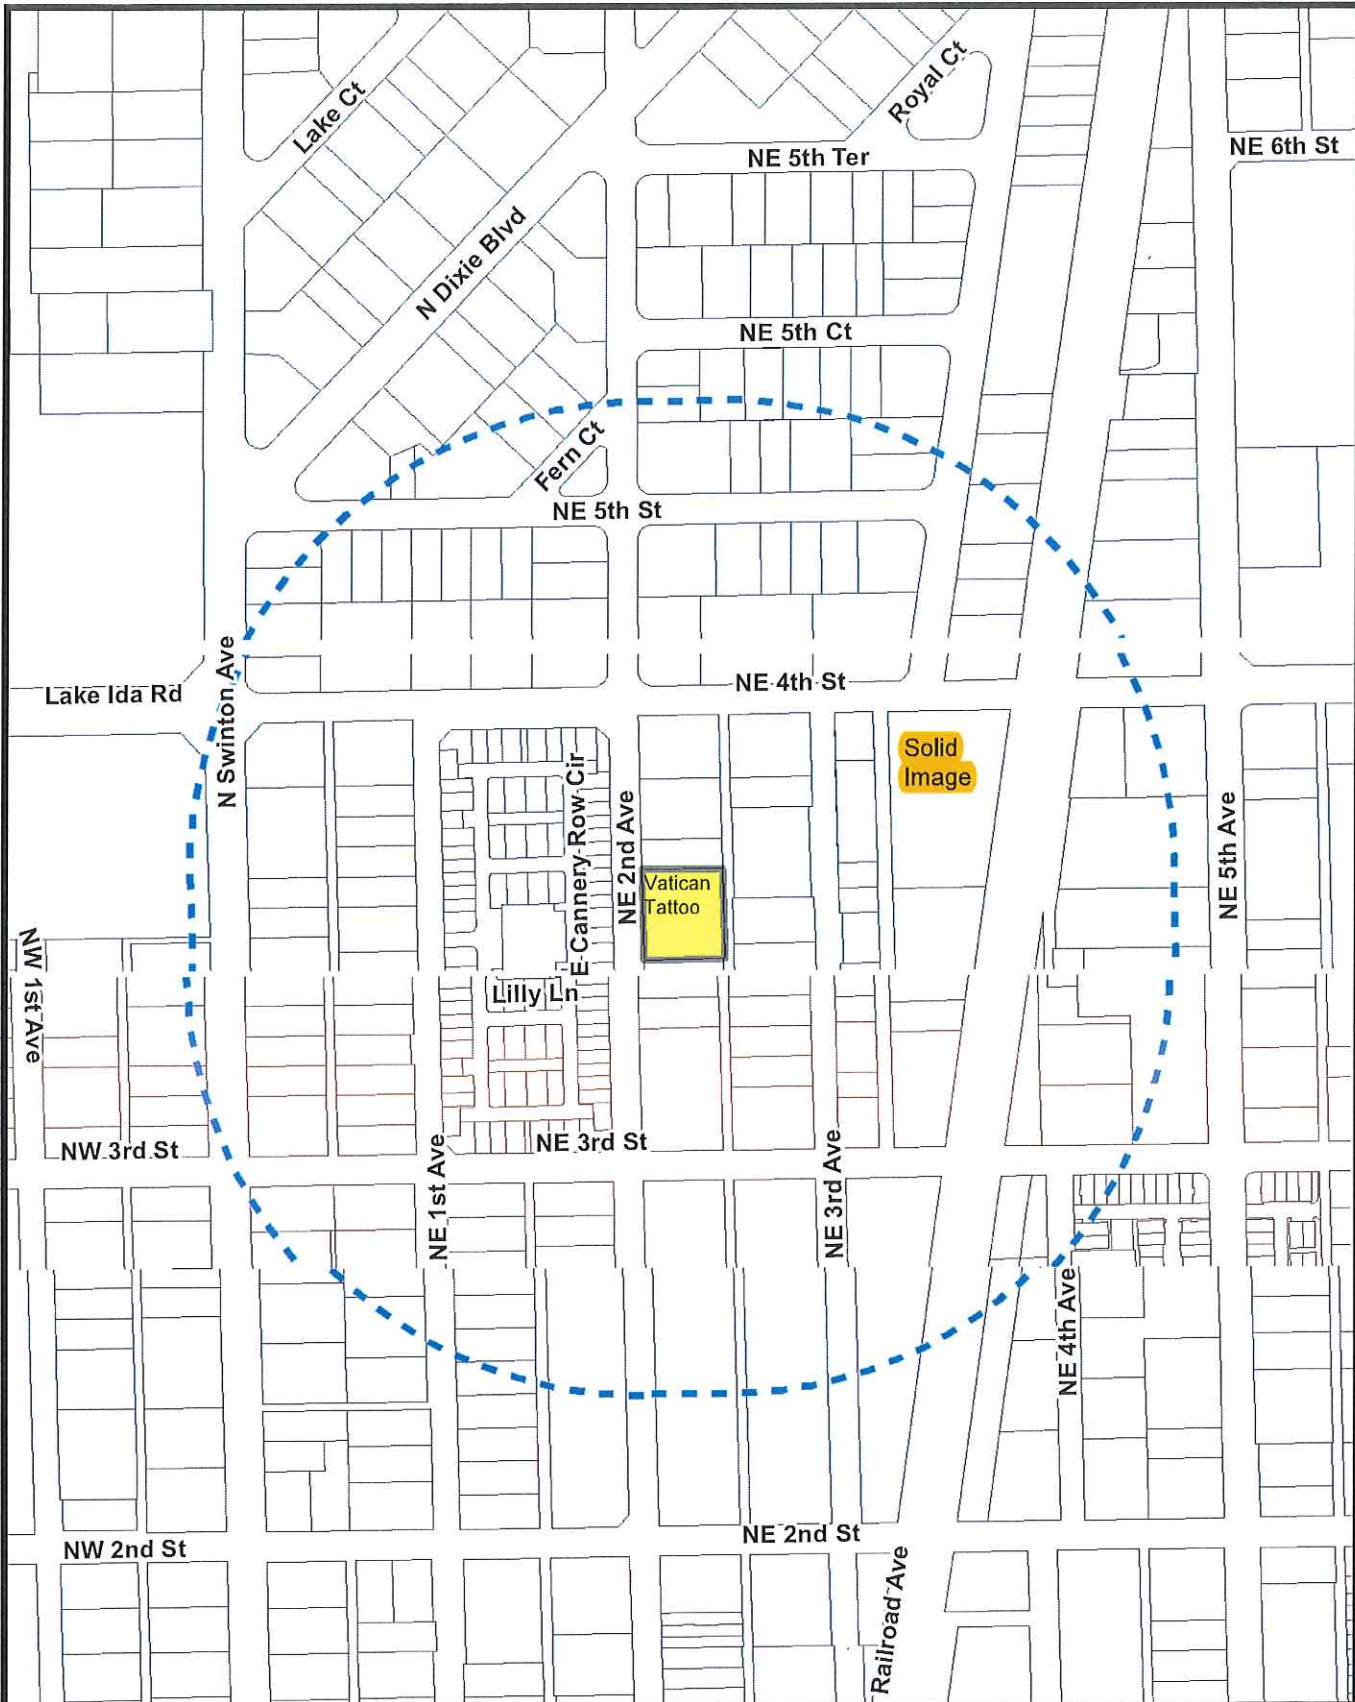 Lake Ct
Royal Ct
NE 5th Ter
NE 6th St
N Dixie Blvd
NE 5th Ct
Fern Ct
NE 5th St
N Swinton Ave
Lake Ida Rd
NE 4th St
Solid
Image
E Cannery Row Cir
NE 2nd Ave
Vatican
Tattoo
NE 5th Ave
NW 1st Ave
Lilly Ln
NW 3rd St
NE 3rd St
NE 1st Ave
NE 3rd Ave
NE 4th Ave
NW 2nd St
NE 2nd St
Railroad Ave